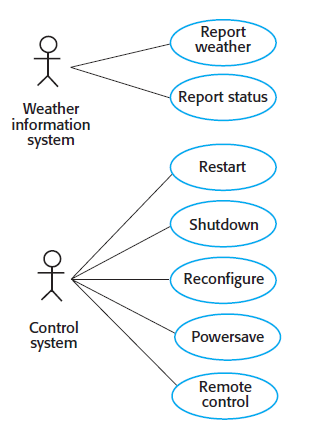 Report
weather
Report status
Weather
information
system
Restart
Shutdown
Reconfigure
Control
system
Powersave
Remote
control